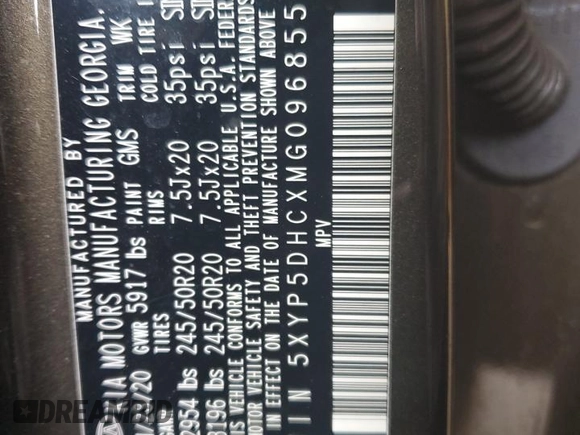 MANUFACTURED BY
KIA MOTORS MANUFACTURING GEORGIA.
/20 GVWR 5917 lbs PAINT GMS TRIM WK
TIRES RIMS COLD TIRE
2954 lbs 245/50R20 7.5Jx20 35psi
3196 lbs 245/50R20 7.5Jx20 35psi
VEHICLE CONFORMS TO ALL APPLICABLE U.S.A. FEDER
MOTOR VEHICLE SAFETY AND THEFT PREVENTION STANDARDS
EFFECT ON THE DATE OF MANUFACTURE SHOWN ABOVE
5XYP5DHCXMG096855
MPV
DREAMBID